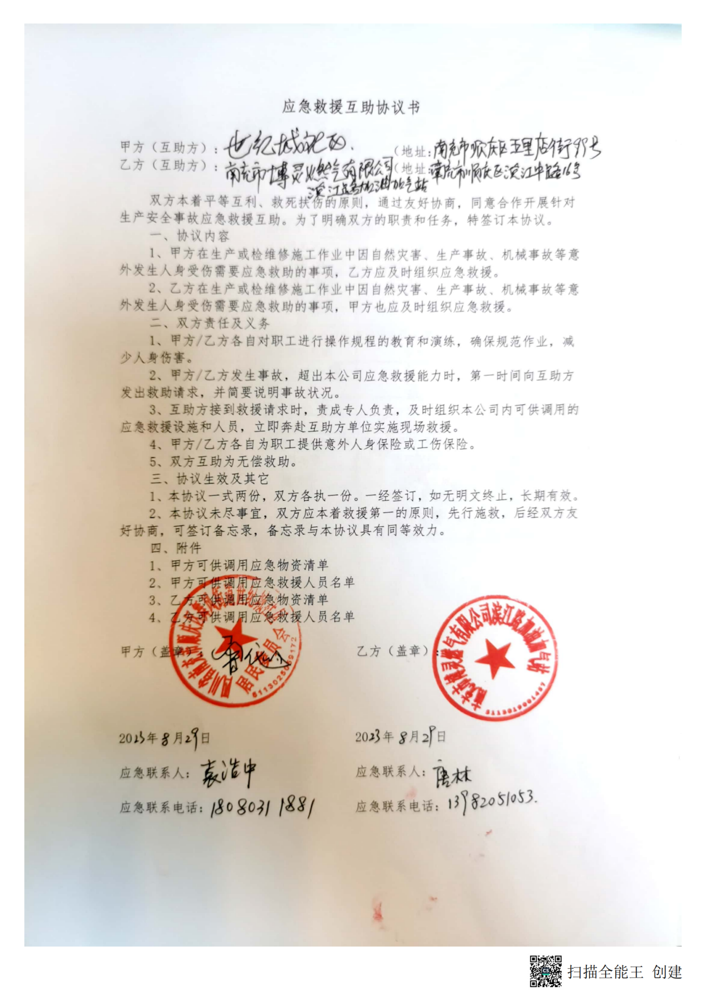 应急救援互助协议书
甲方（互助方）：世纪城社区.（地址：南充市顺庆区五里店街99号
乙方（互助方）：南充市博灵燃气有限公司（地址：南充市顺庆区滨江中路16号
滨江路加油加气站
双方本着平等互利、救死扶伤的原则，通过友好协商，同意合作开展针对
生产安全事故应急救援互助。为了明确双方的职责和任务，特签订本协议。
一、协议内容
1、甲方在生产或检维修施工作业中因自然灾害、生产事故、机械事故等意
外发生人身受伤需要应急救助的事项，乙方应及时组织应急救援。
2、乙方在生产或检维修施工作业中因自然灾害、生产事故、机械事故等意
外发生人身受伤需要应急救助的事项，甲方也应及时组织应急救援。
二、双方责任及义务
1、甲方/乙方各自对职工进行操作规程的教育和演练，确保规范作业，减
少人身伤害。
2、甲方/乙方发生事故，超出本公司应急救援能力时，第一时间向互助方
发出救助请求，并简要说明事故状况。
3、互助方接到救援请求时，责成专人负责，及时组织本公司内可供调用的
应急救援设施和人员，立即奔赴互助方单位实施现场救援。
4、甲方/乙方各自为职工提供意外人身保险或工伤保险。
5、双方互助为无偿救助。
三、协议生效及其它
1、本协议一式两份，双方各执一份。一经签订，如无明文终止，长期有效。
2、本协议未尽事宜，双方应本着救援第一的原则，先行施救，后经双方友
好协商，可签订备忘录，备忘录与本协议具有同等效力。
四、附件
1、甲方可供调用应急物资清单
2、甲方可供调用应急救援人员名单
3、乙方可供调用应急物资清单
4、乙方可供调用应急救援人员名单
甲方（盖章）：
居民委员会
乙方（盖章）：
南充市博灵燃气有限公司滨江路加油加气站
2023年8月29日
2023年8月29日
应急联系人：袁浩中
应急联系人：唐林
应急联系电话：18080311881
应急联系电话：13982051053.
扫描全能王 创建